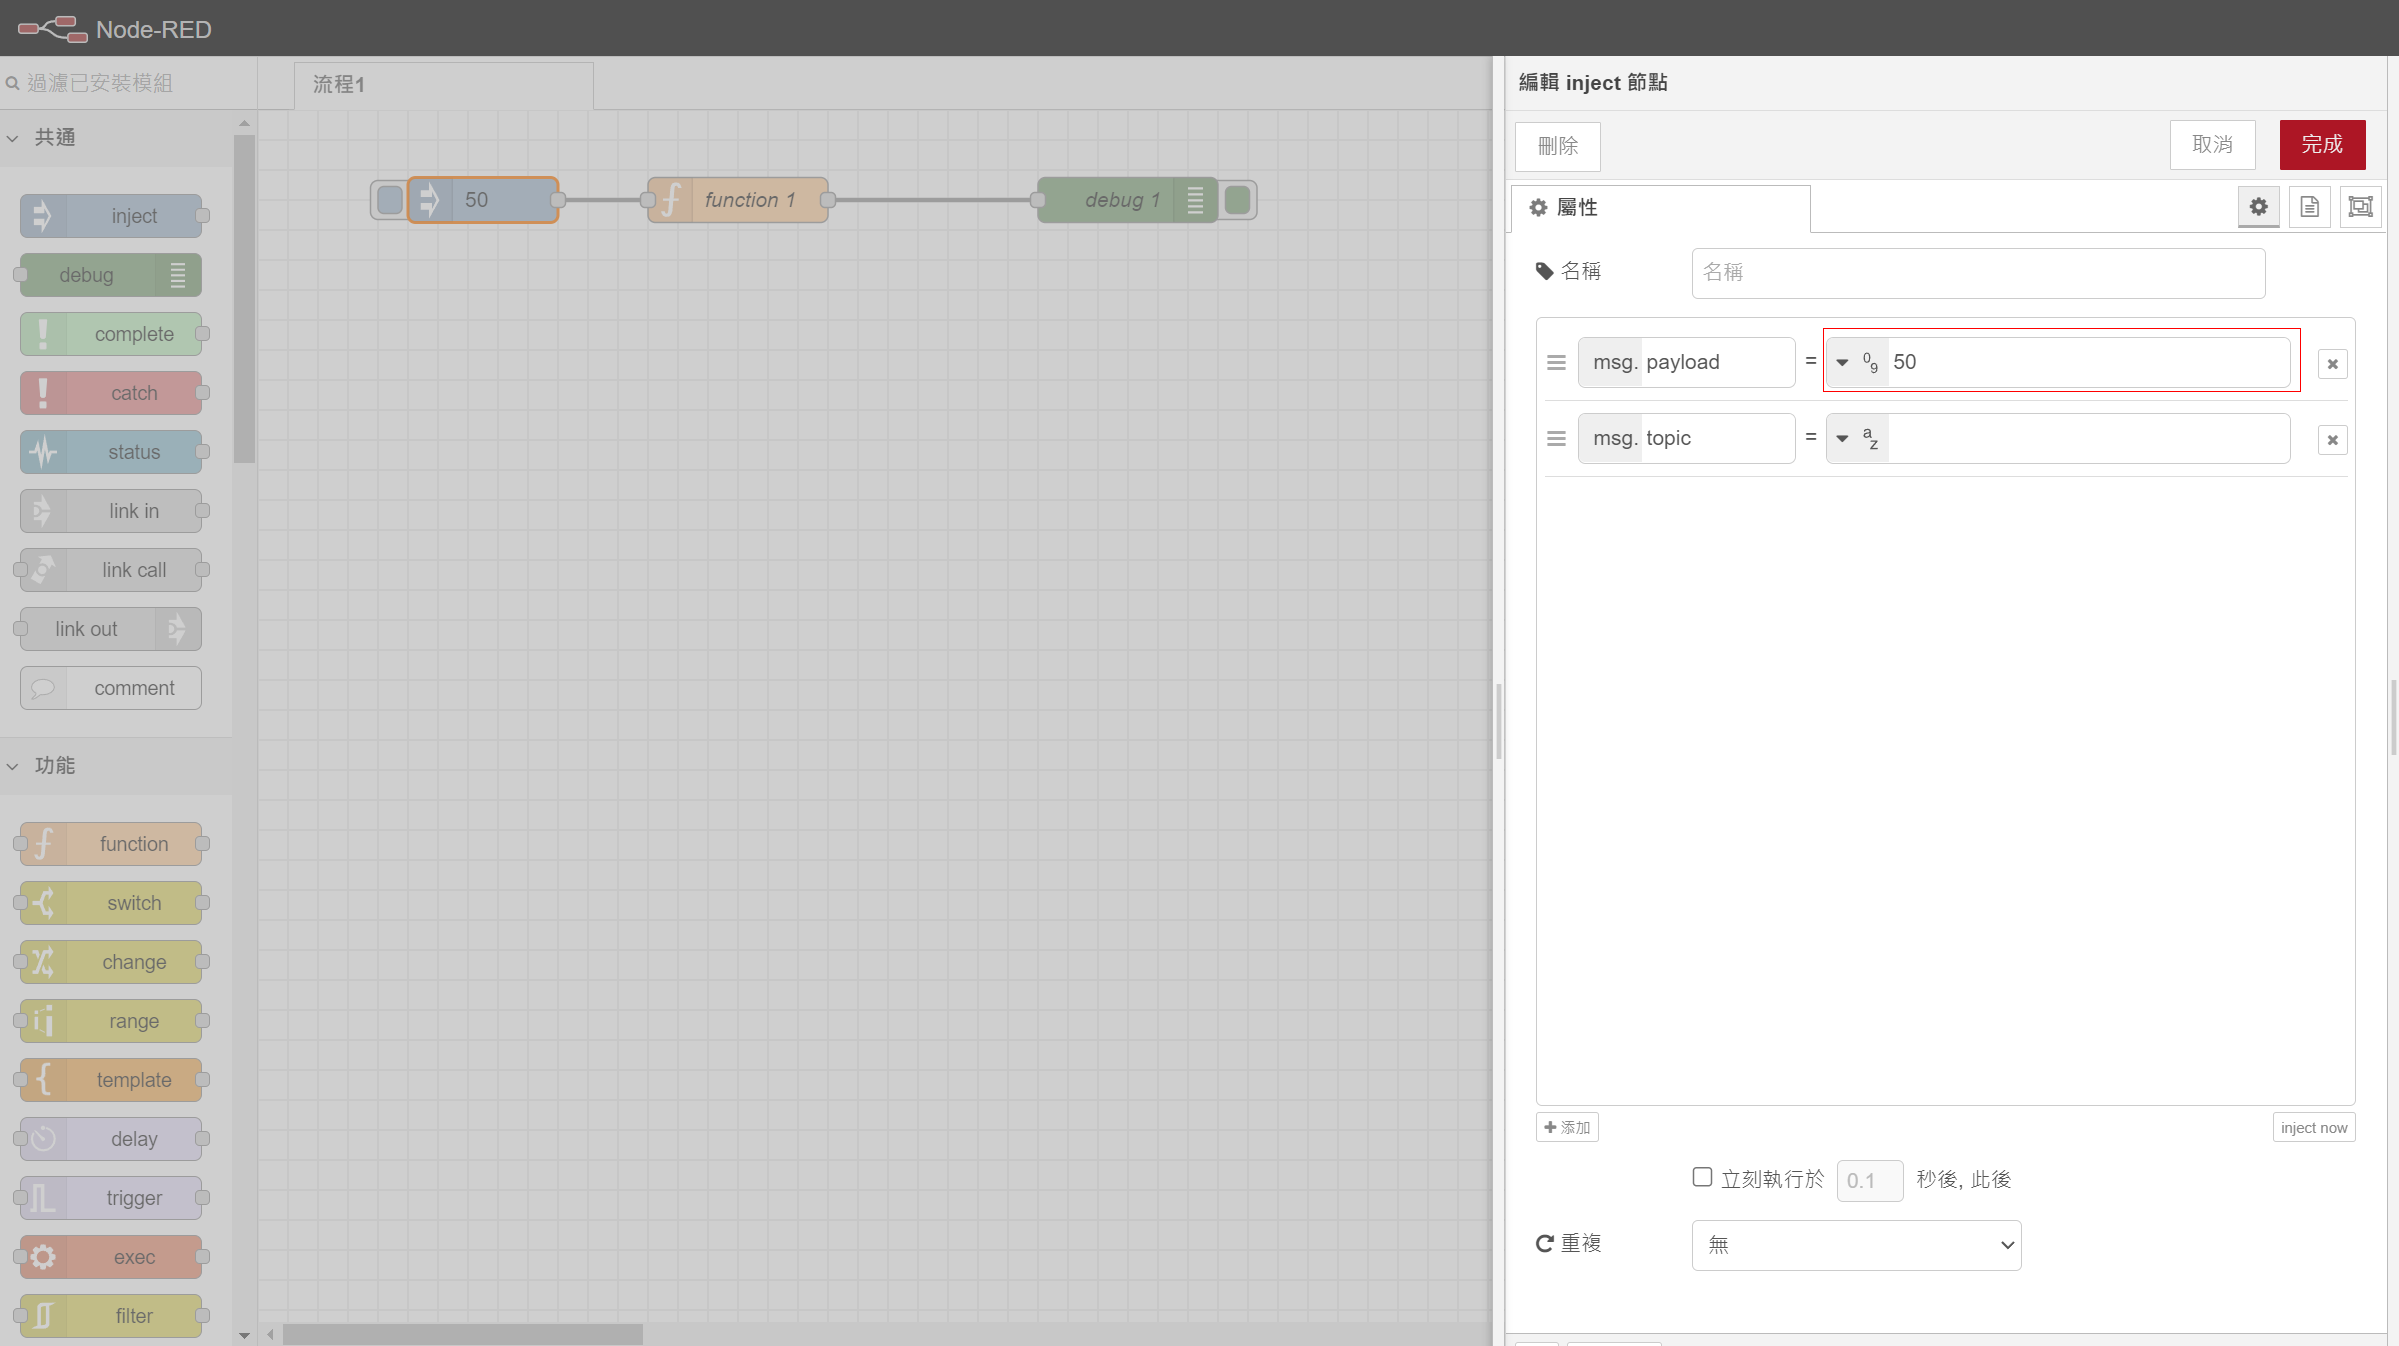 Node-RED
過濾已安裝模組
共通
inject
debug
complete
catch
status
link in
link call
link out
comment
功能
function
switch
change
range
template
delay
trigger
exec
filter
流程1
50
function 1
debug 1
編輯 inject 節點
刪除
取消
完成
屬性
名稱
名稱
msg. payload = 09 50
msg. topic = az
添加
inject now
立刻執行於 0.1 秒後, 此後
重複
無